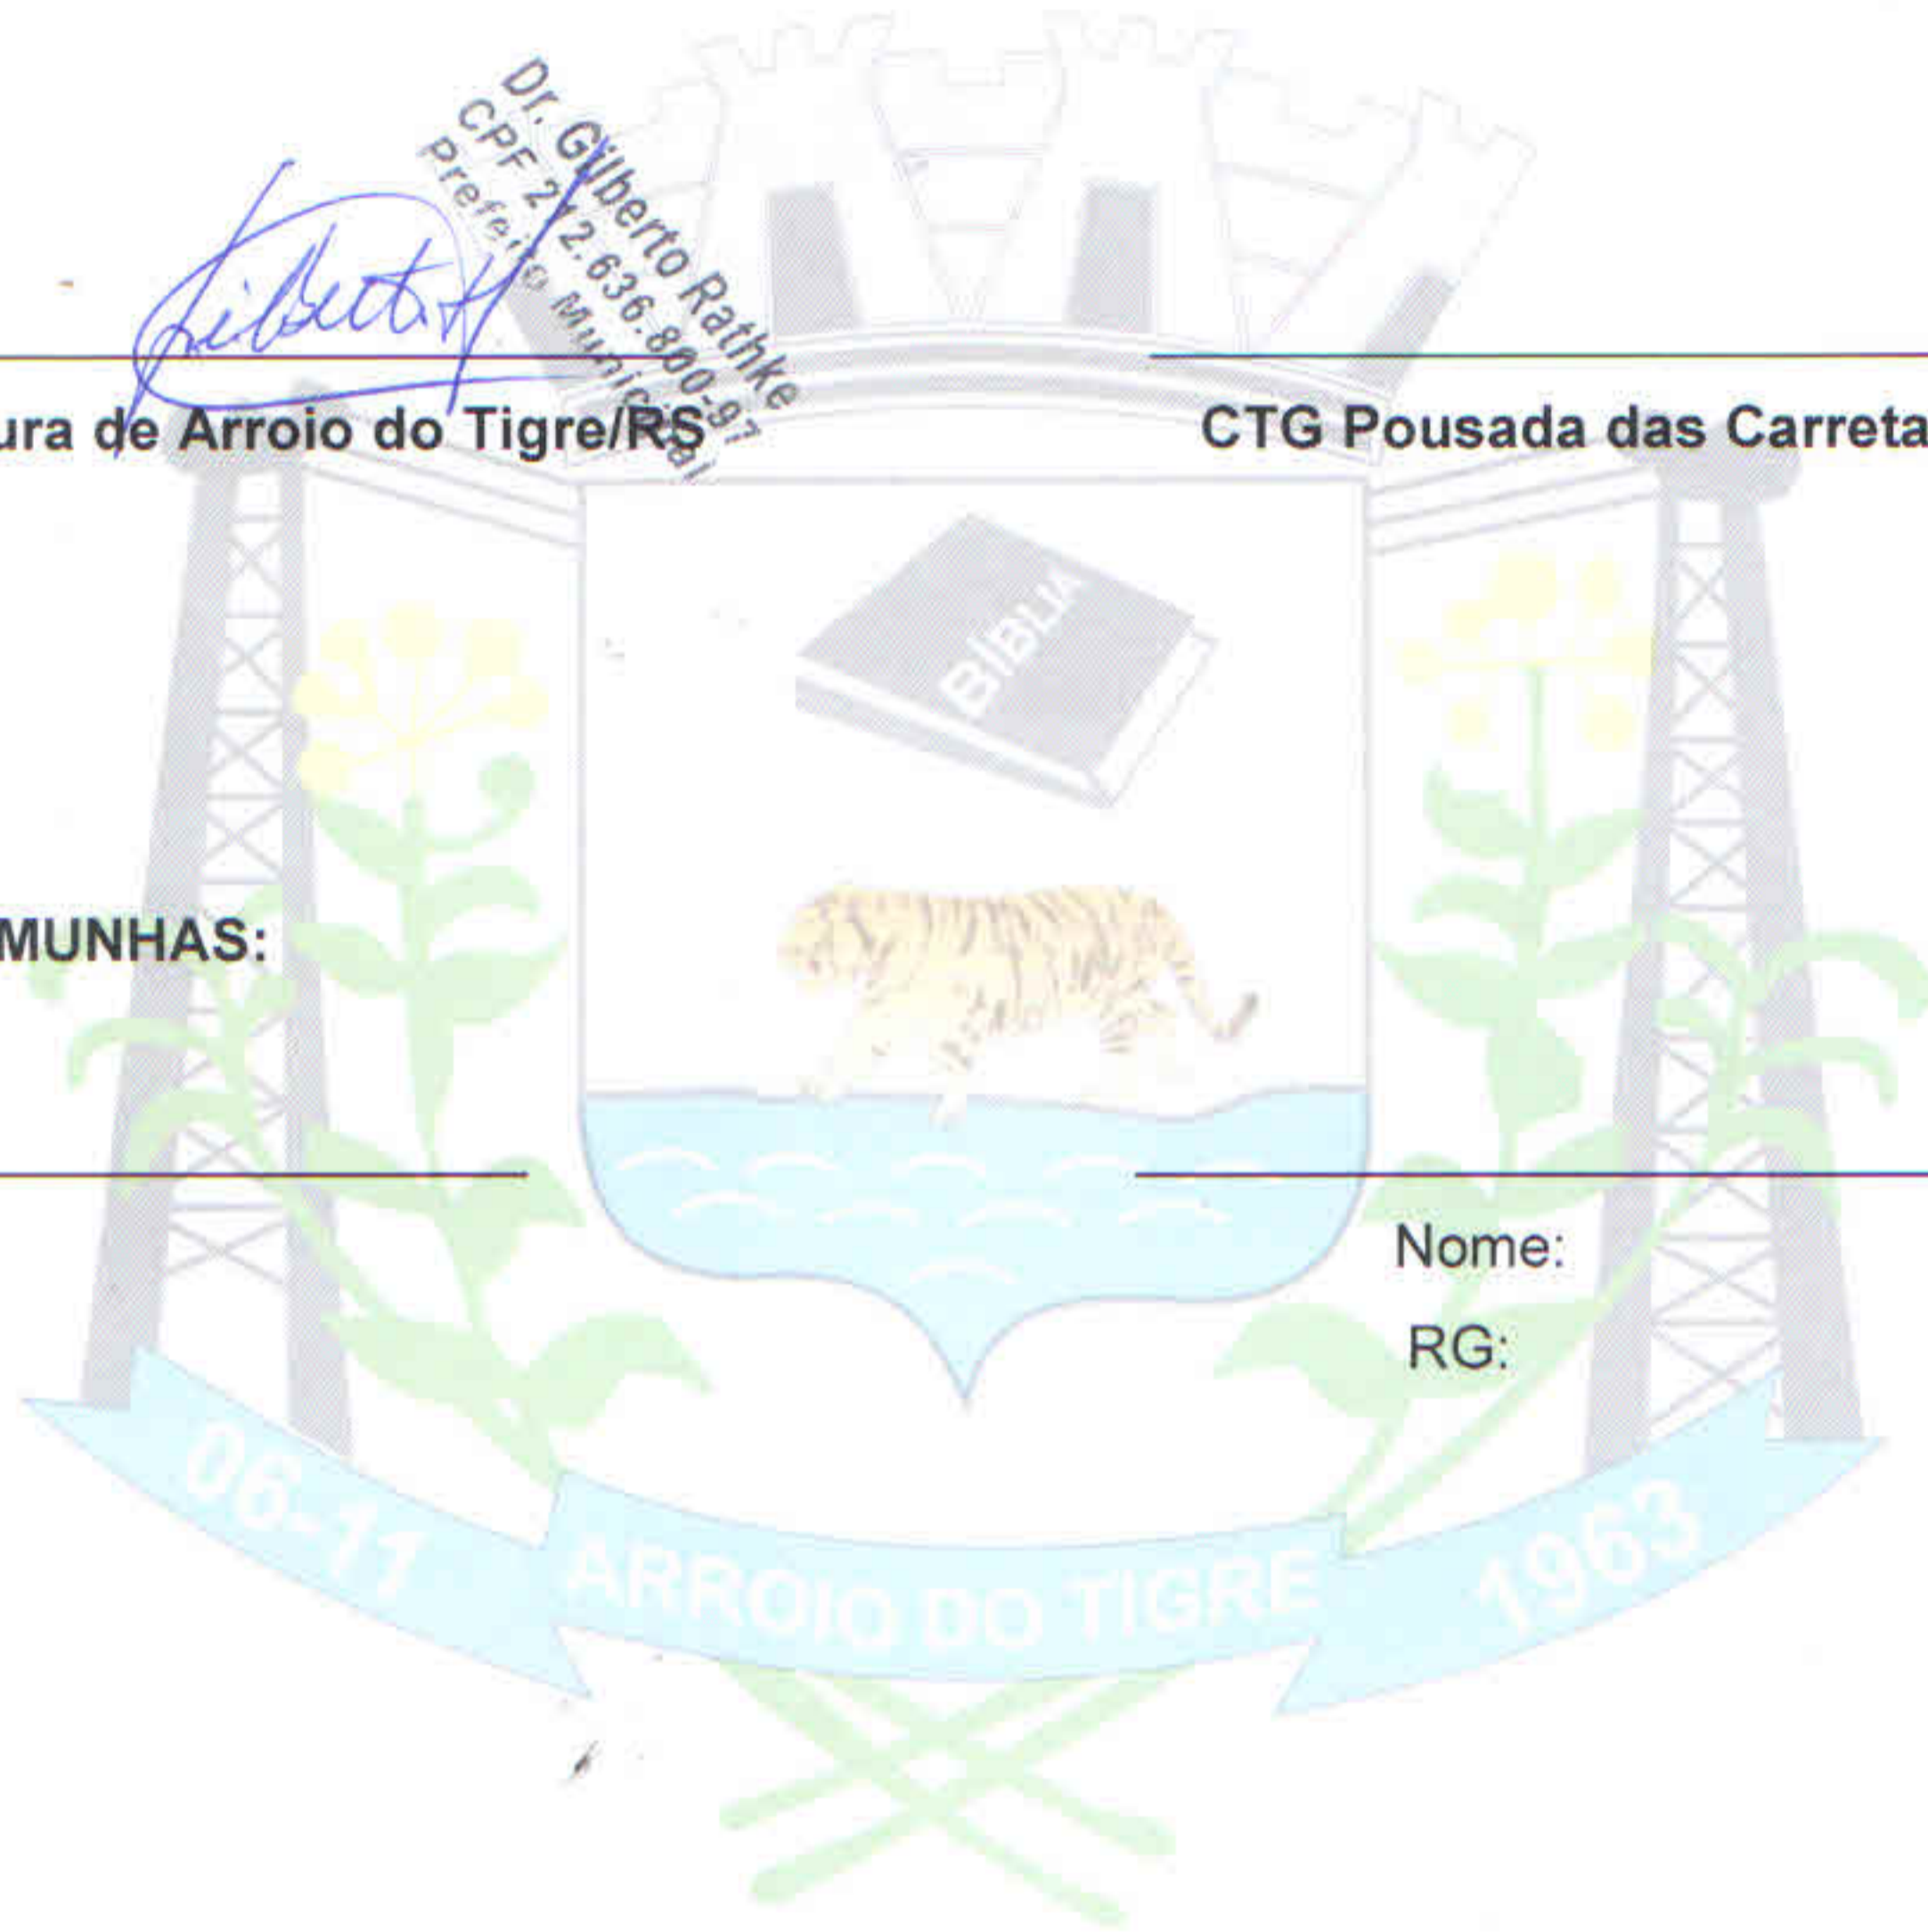 Dr. Gilberto Rathke
CPF 212.636.800-97
Prefeito Municipal
ura de Arroio do Tigre/RS
CTG Pousada das Carreta
BÍBLIA
MUNHAS:
Nome:
RG:
06-11
ARROIO DO TIGRE
1963